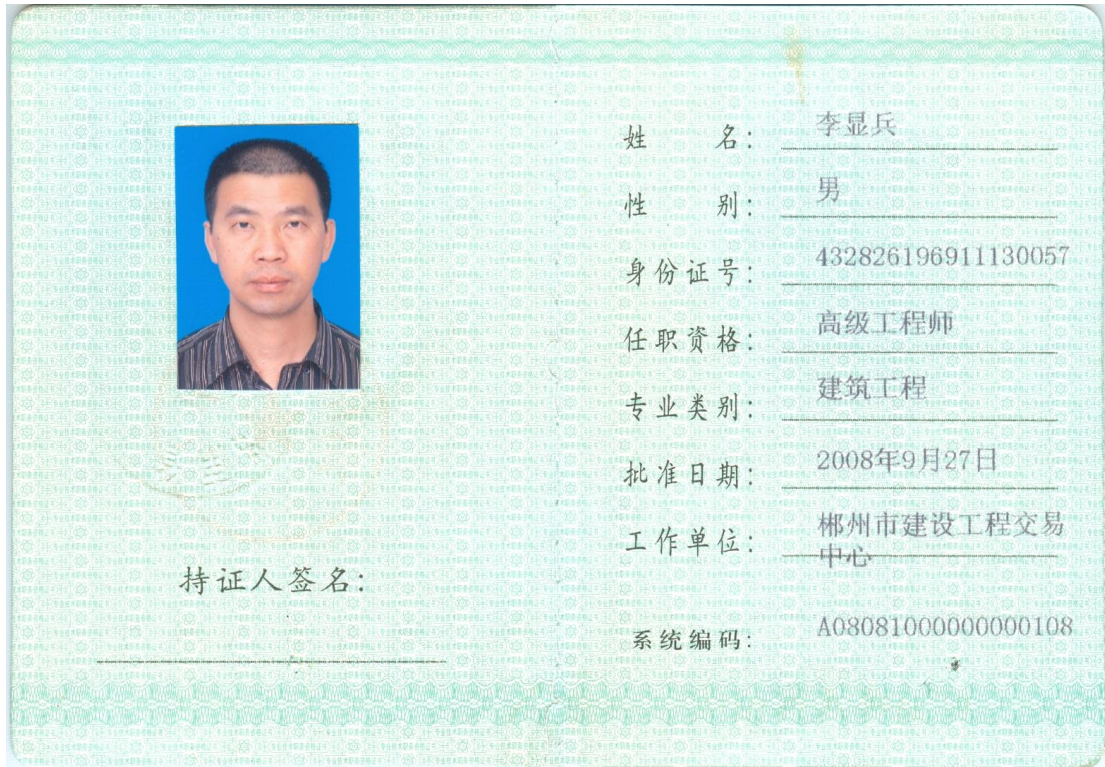 持证人签名:
姓 名: 李显兵
性 别: 男
身份证号: 432826196911130057
任职资格: 高级工程师
专业类别: 建筑工程
批准日期: 2008年9月27日
工作单位: 郴州市建设工程交易
中心
系统编码: A08081000000000108